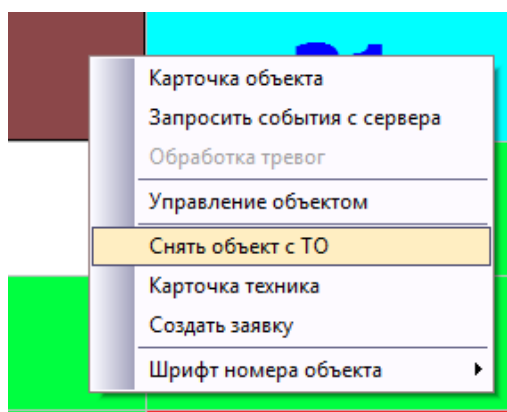 Карточка объекта
Запросить события с сервера
Обработка тревог
Управление объектом
Снять объект с ТО
Карточка техника
Создать заявку
Шрифт номера объекта